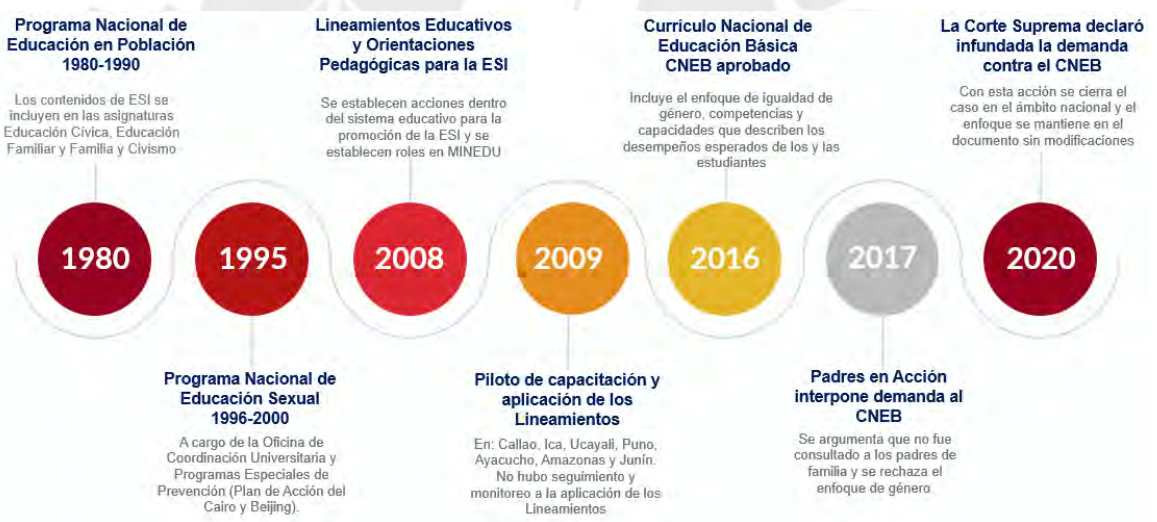 Programa Nacional de
Educación en Población
1980-1990
Los contenidos de ESI se
incluyen en las asignaturas
Educación Cívica, Educación
Familiar y Familia y Civismo
Lineamientos Educativos
y Orientaciones
Pedagógicas para la ESI
Se establecen acciones dentro
del sistema educativo para la
promoción de la ESI y se
establecen roles en MINEDU
Currículo Nacional de
Educación Básica
CNEB aprobado
Incluye el enfoque de igualdad de
género, competencias y
capacidades que describen los
desempeños esperados de los y las
estudiantes
La Corte Suprema declaró
infundada la demanda
contra el CNEB
Con esta acción se cierra el
caso en el ámbito nacional y el
enfoque se mantiene en el
documento sin modificaciones
1980
1995
2008
2009
2016
2017
2020
Programa Nacional de
Educación Sexual
1996-2000
A cargo de la Oficina de
Coordinación Universitaria y
Programas Especiales de
Prevención (Plan de Acción del
Cairo y Beijing).
Piloto de capacitación y
aplicación de los
Lineamientos
En: Callao, Ica, Ucayali, Puno,
Ayacucho, Amazonas y Junín.
No hubo seguimiento y
monitoreo a la aplicación de los
Lineamientos
Padres en Acción
interpone demanda al
CNEB
Se argumenta que no fue
consultado a los padres de
familia y se rechaza el
enfoque de género